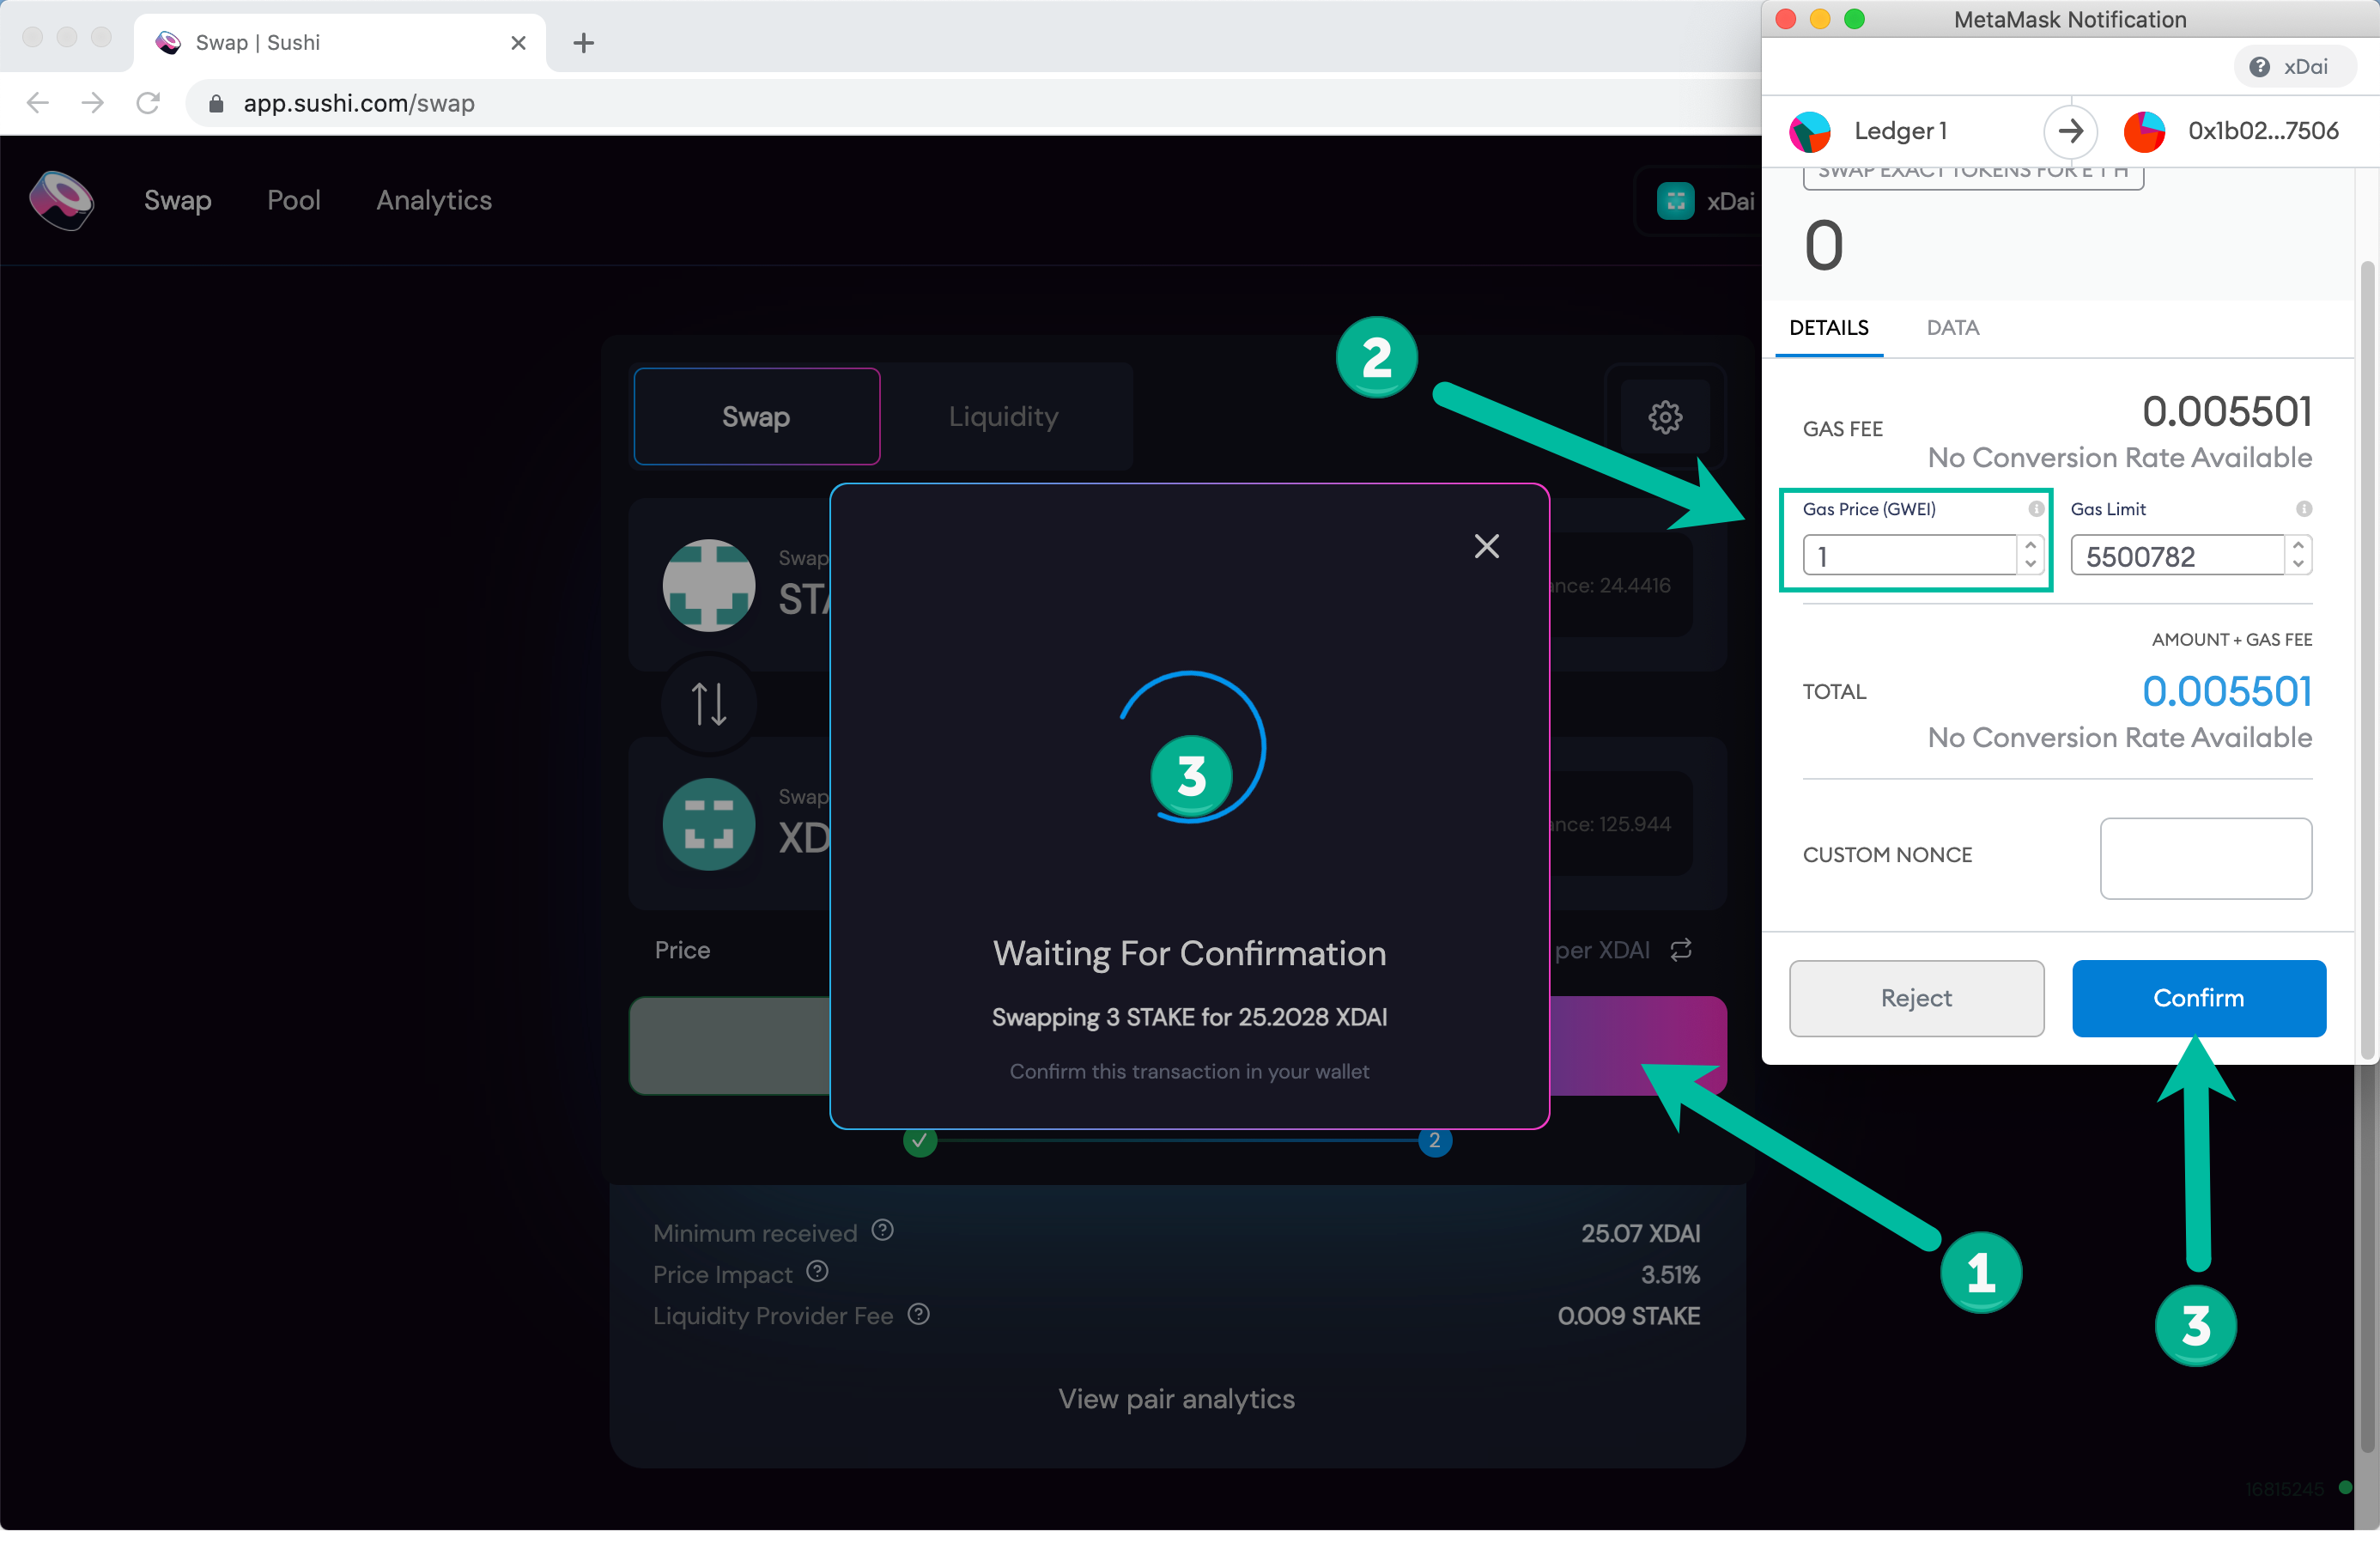 Swap | Sushi
app.sushi.com/swap
Swap
Pool
Analytics
xDai
Swap
Liquidity
Swap
STA
ance: 24.4416
Swap
XD
ance: 125.944
Price
per XDAI
3
Waiting For Confirmation
Swapping 3 STAKE for 25.2028 XDAI
Confirm this transaction in your wallet
2
Minimum received
25.07 XDAI
Price Impact
3.51%
Liquidity Provider Fee
0.009 STAKE
View pair analytics
16815245
2
1
3
MetaMask Notification
xDai
Ledger 1
0x1b02...7506
SWAP EXACT TOKENS FOR E T H
0
DETAILS
DATA
GAS FEE
0.005501
No Conversion Rate Available
Gas Price (GWEI)
Gas Limit
1
5500782
AMOUNT + GAS FEE
TOTAL
0.005501
No Conversion Rate Available
CUSTOM NONCE
Reject
Confirm